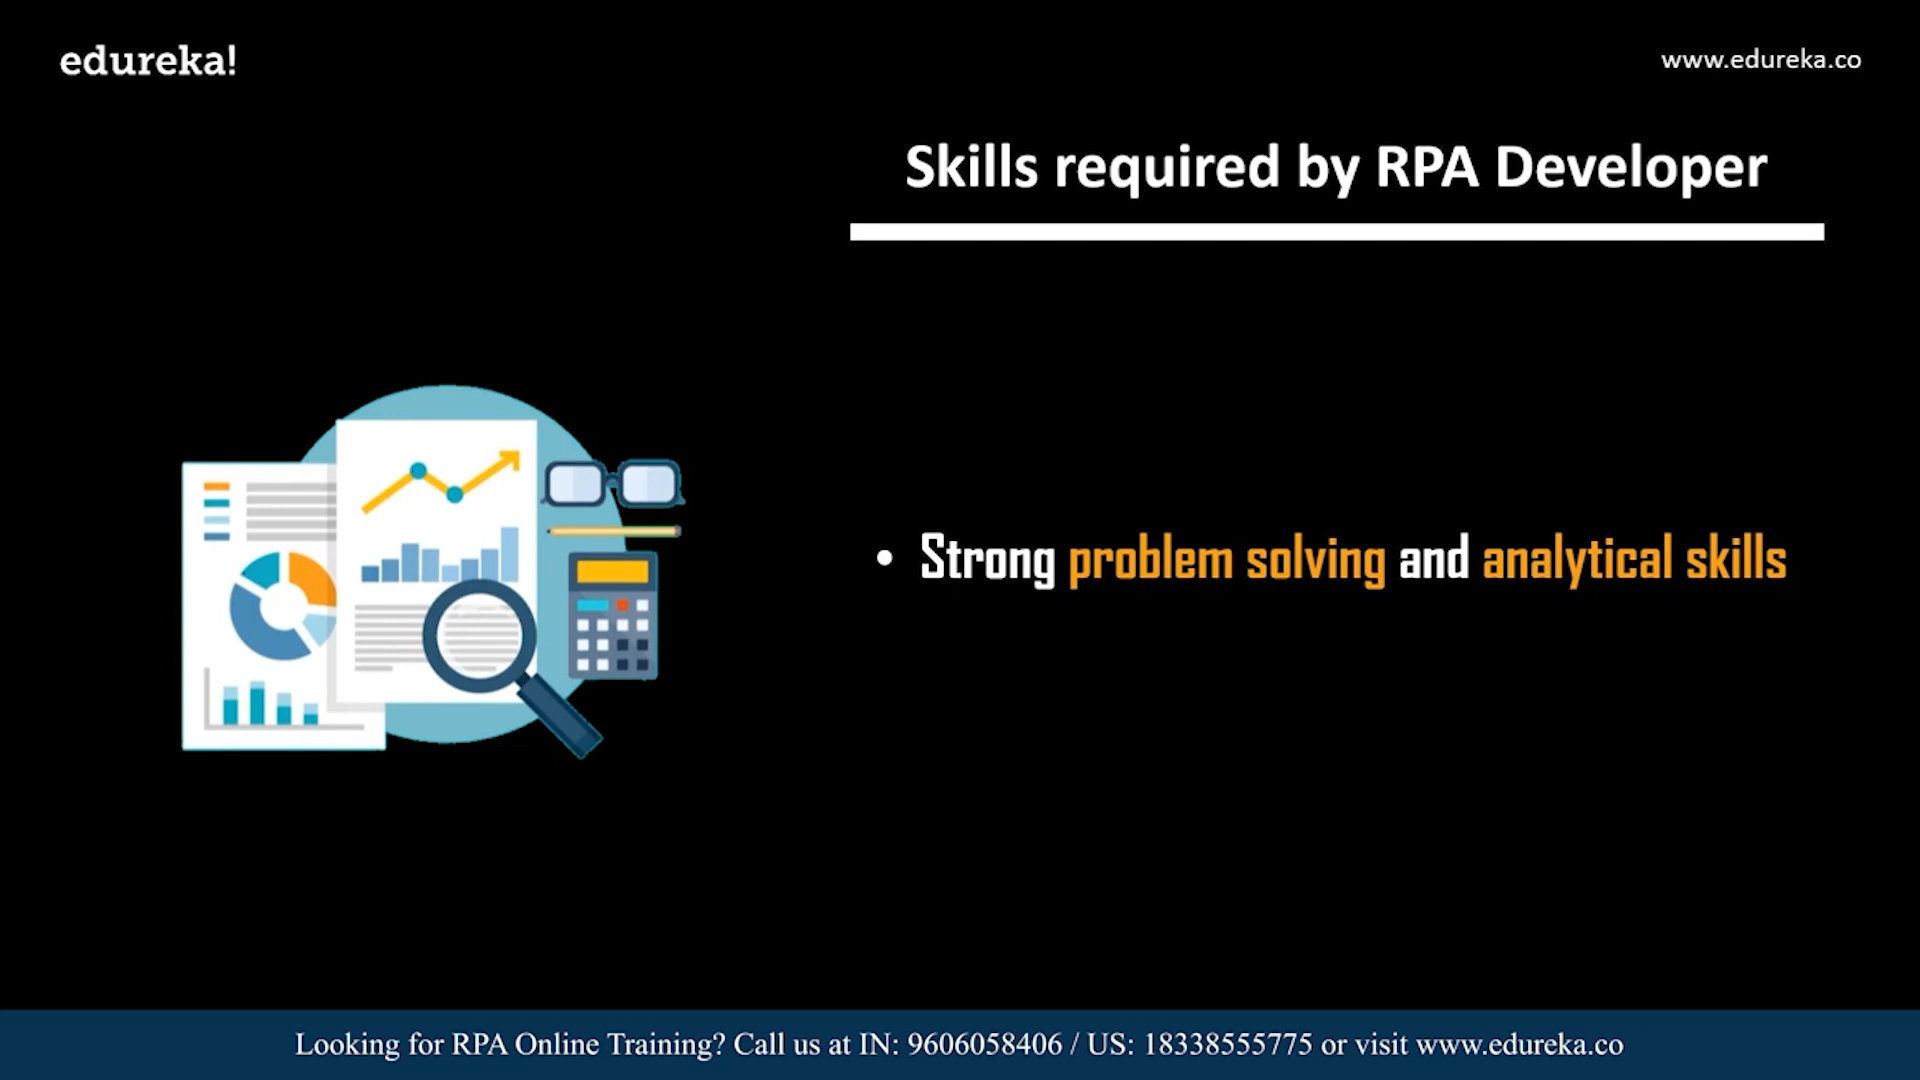 edureka!
www.edureka.co
Skills required by RPA Developer
• Strong problem solving and analytical skills
Looking for RPA Online Training? Call us at IN: 9606058406 / US: 18338555775 or visit www.edureka.co